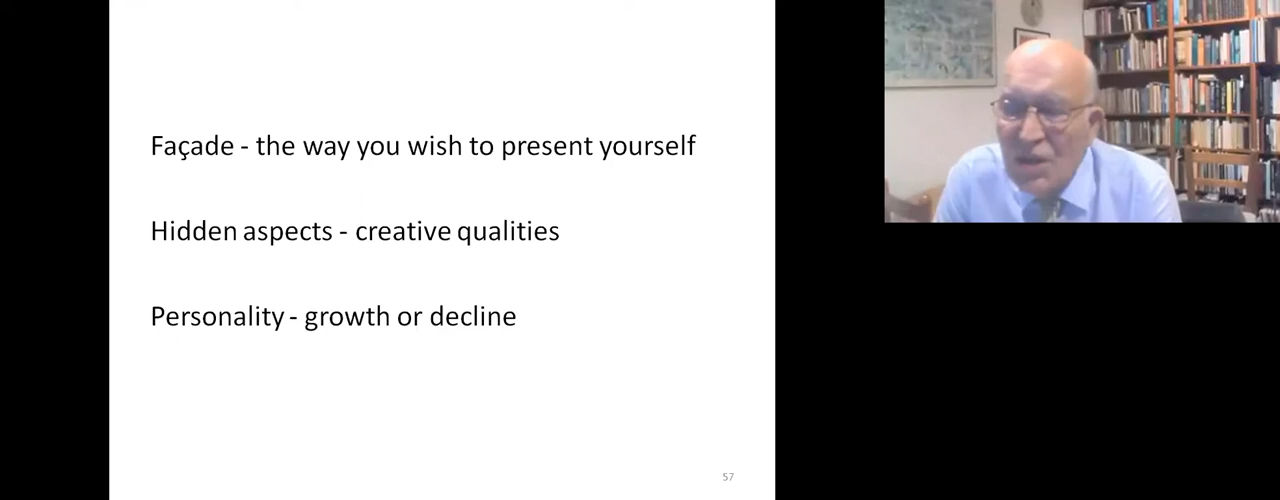 Façade - the way you wish to present yourself
Hidden aspects - creative qualities
Personality - growth or decline
57